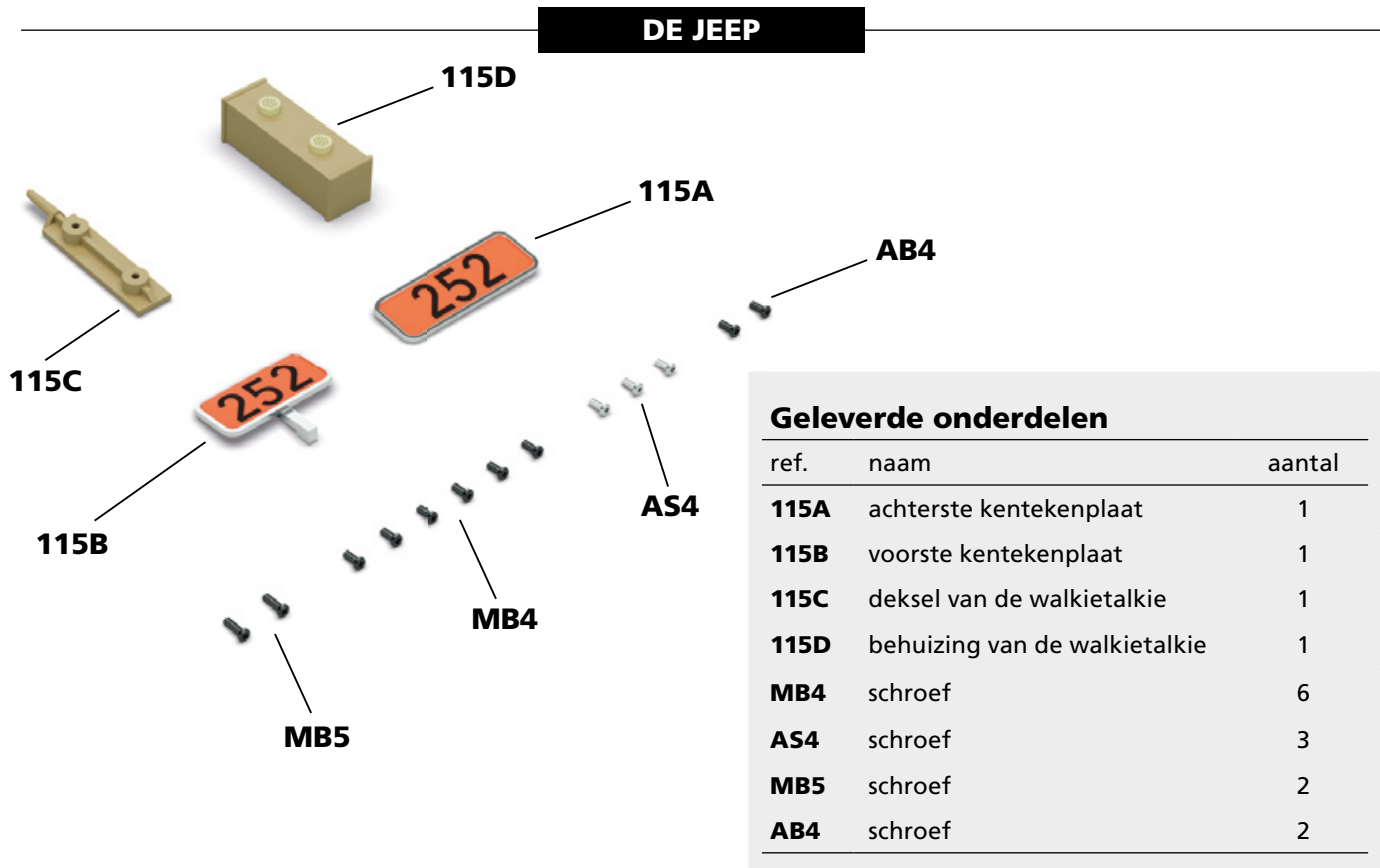 DE JEEP
115D
115A
AB4
252
115C
252
115B
AS4
MB4
MB5
Geleverde onderdelen
ref. naam aantal
115A achterste kentekenplaat 1
115B voorste kentekenplaat 1
115C deksel van de walkietalkie 1
115D behuizing van de walkietalkie 1
MB4 schroef 6
AS4 schroef 3
MB5 schroef 2
AB4 schroef 2